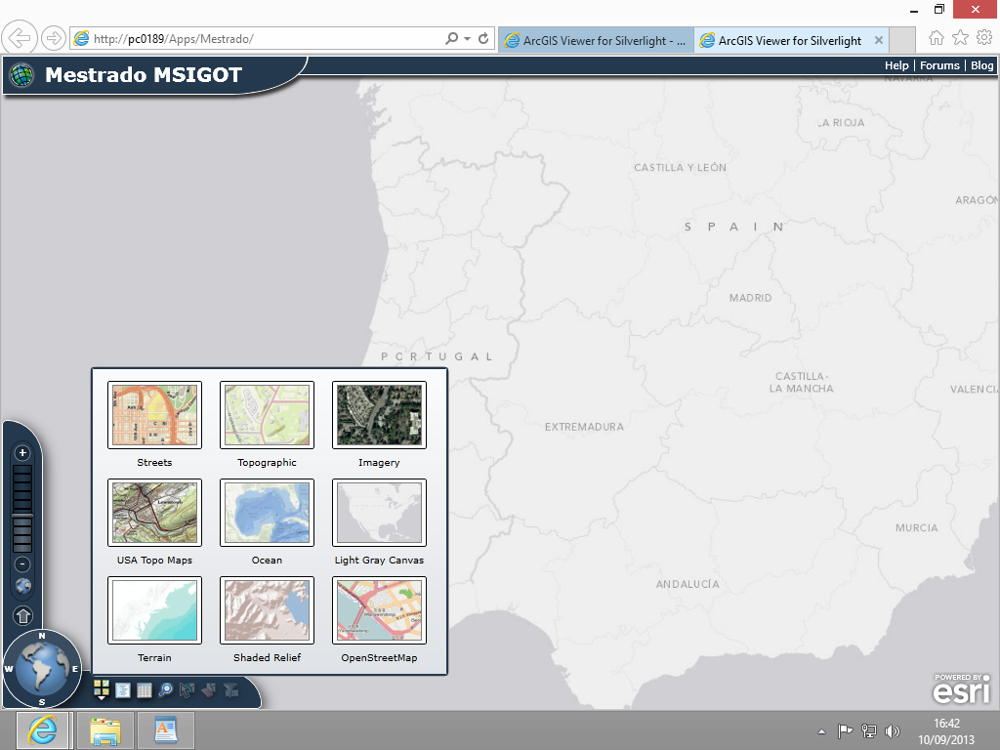 http://pc0189/Apps/Mestrado/
ArcGIS Viewer for Silverlight - ...
ArcGIS Viewer for Silverlight
Mestrado MSIGOT
Help | Forums | Blog
NAVARRA
LA RIOJA
CASTILLA Y LEÓN
ARAGÓN
SPAIN
MADRID
PORTUGAL
CASTILLA-
LA MANCHA
VALENCIA
EXTREMADURA
MURCIA
ANDALUCÍA
Streets
Topographic
Imagery
USA Topo Maps
Ocean
Light Gray Canvas
Terrain
Shaded Relief
OpenStreetMap
N
W
E
S
POWERED BY
esri
16:42
10/09/2013